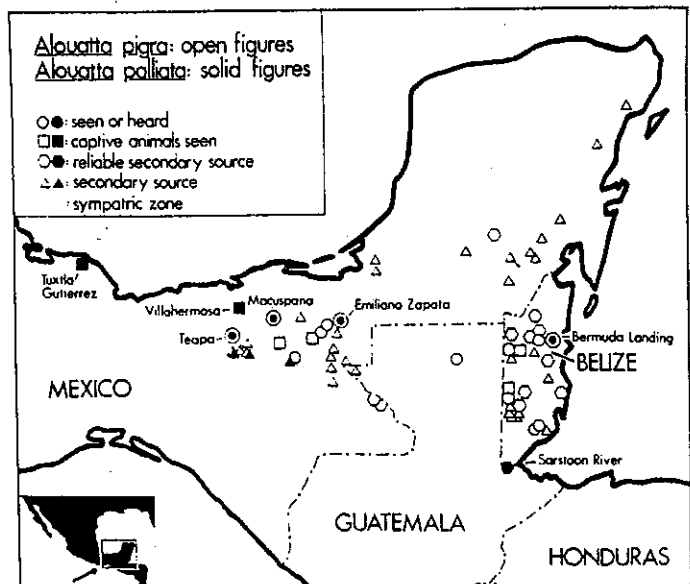 Alouatta pigra: open figures
Alouatta palliata: solid figures
: seen or heard
: captive animals seen
: reliable secondary source
: secondary source
: sympatric zone
Tuxtla
Gutierrez
Villahermosa
Macuspana
Emiliano Zapata
Teapa
Bermuda Landing
BELIZE
MEXICO
Sarstoon River
GUATEMALA
HONDURAS